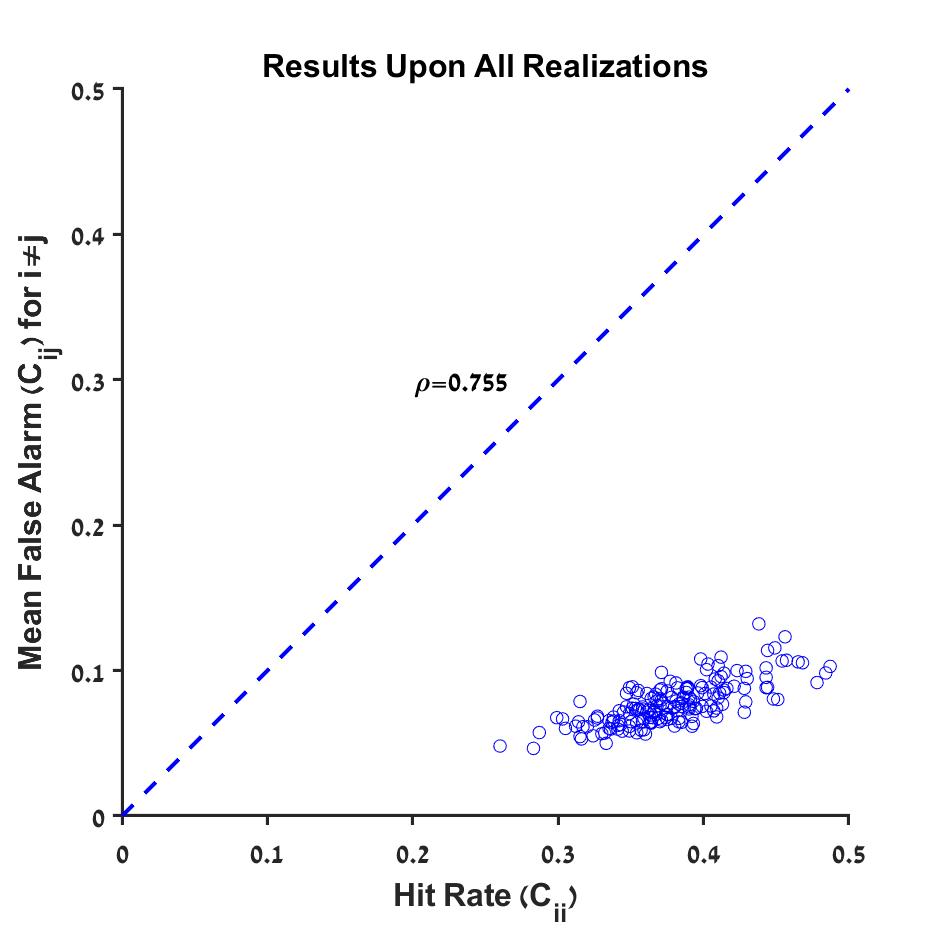 Results Upon All Realizations
0.5
0.4
0.3
0.2
0.1
0
Mean False Alarm (C_ij) for i≠j
ρ=0.755
0 0.1 0.2 0.3 0.4 0.5
Hit Rate (C_ii)